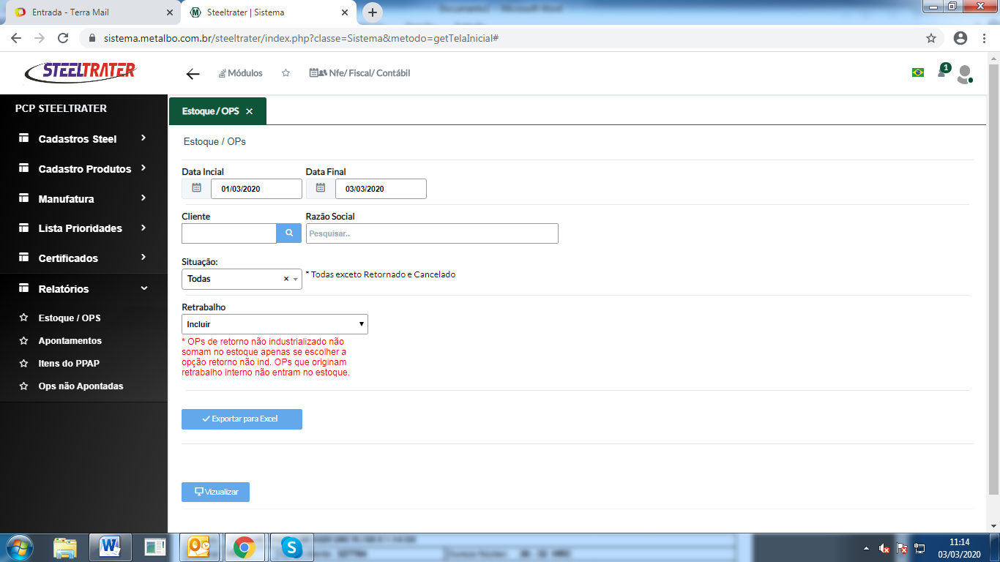 Documento1 - Microsoft Word
Entrada - Terra Mail
Steeltrater | Sistema
sistema.metalbo.com.br/steeltrater/index.php?classe=Sistema&metodo=getTelaInicial#
STEELTRATER
Módulos
Nfe/ Fiscal/ Contábil
1
PCP STEELTRATER
Cadastros Steel
Cadastro Produtos
Manufatura
Lista Prioridades
Certificados
Relatórios
Estoque / OPS
Apontamentos
Itens do PPAP
Ops não Apontadas
Estoque / OPS
Estoque / OPs
Data Incial
Data Final
01/03/2020
03/03/2020
Cliente
Razão Social
Pesquisar..
Situação:
Todas
* Todas exceto Retornado e Cancelado
Retrabalho
Incluir
* OPs de retorno não industrializado não
somam no estoque apenas se escolher a
opção retorno não ind. OPs que originam
retrabalho interno não entram no estoque.
Exportar para Excel
Vizualizar
11:14
03/03/2020